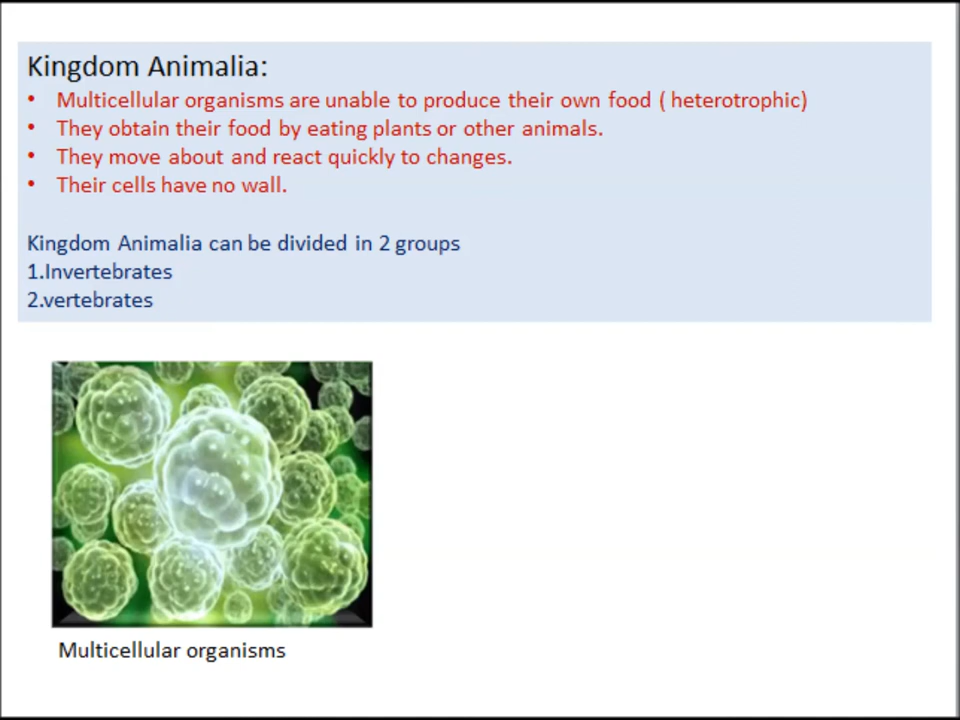 Kingdom Animalia:
• Multicellular organisms are unable to produce their own food ( heterotrophic)
• They obtain their food by eating plants or other animals.
• They move about and react quickly to changes.
• Their cells have no wall.
Kingdom Animalia can be divided in 2 groups
1.Invertebrates
2.vertebrates
Multicellular organisms